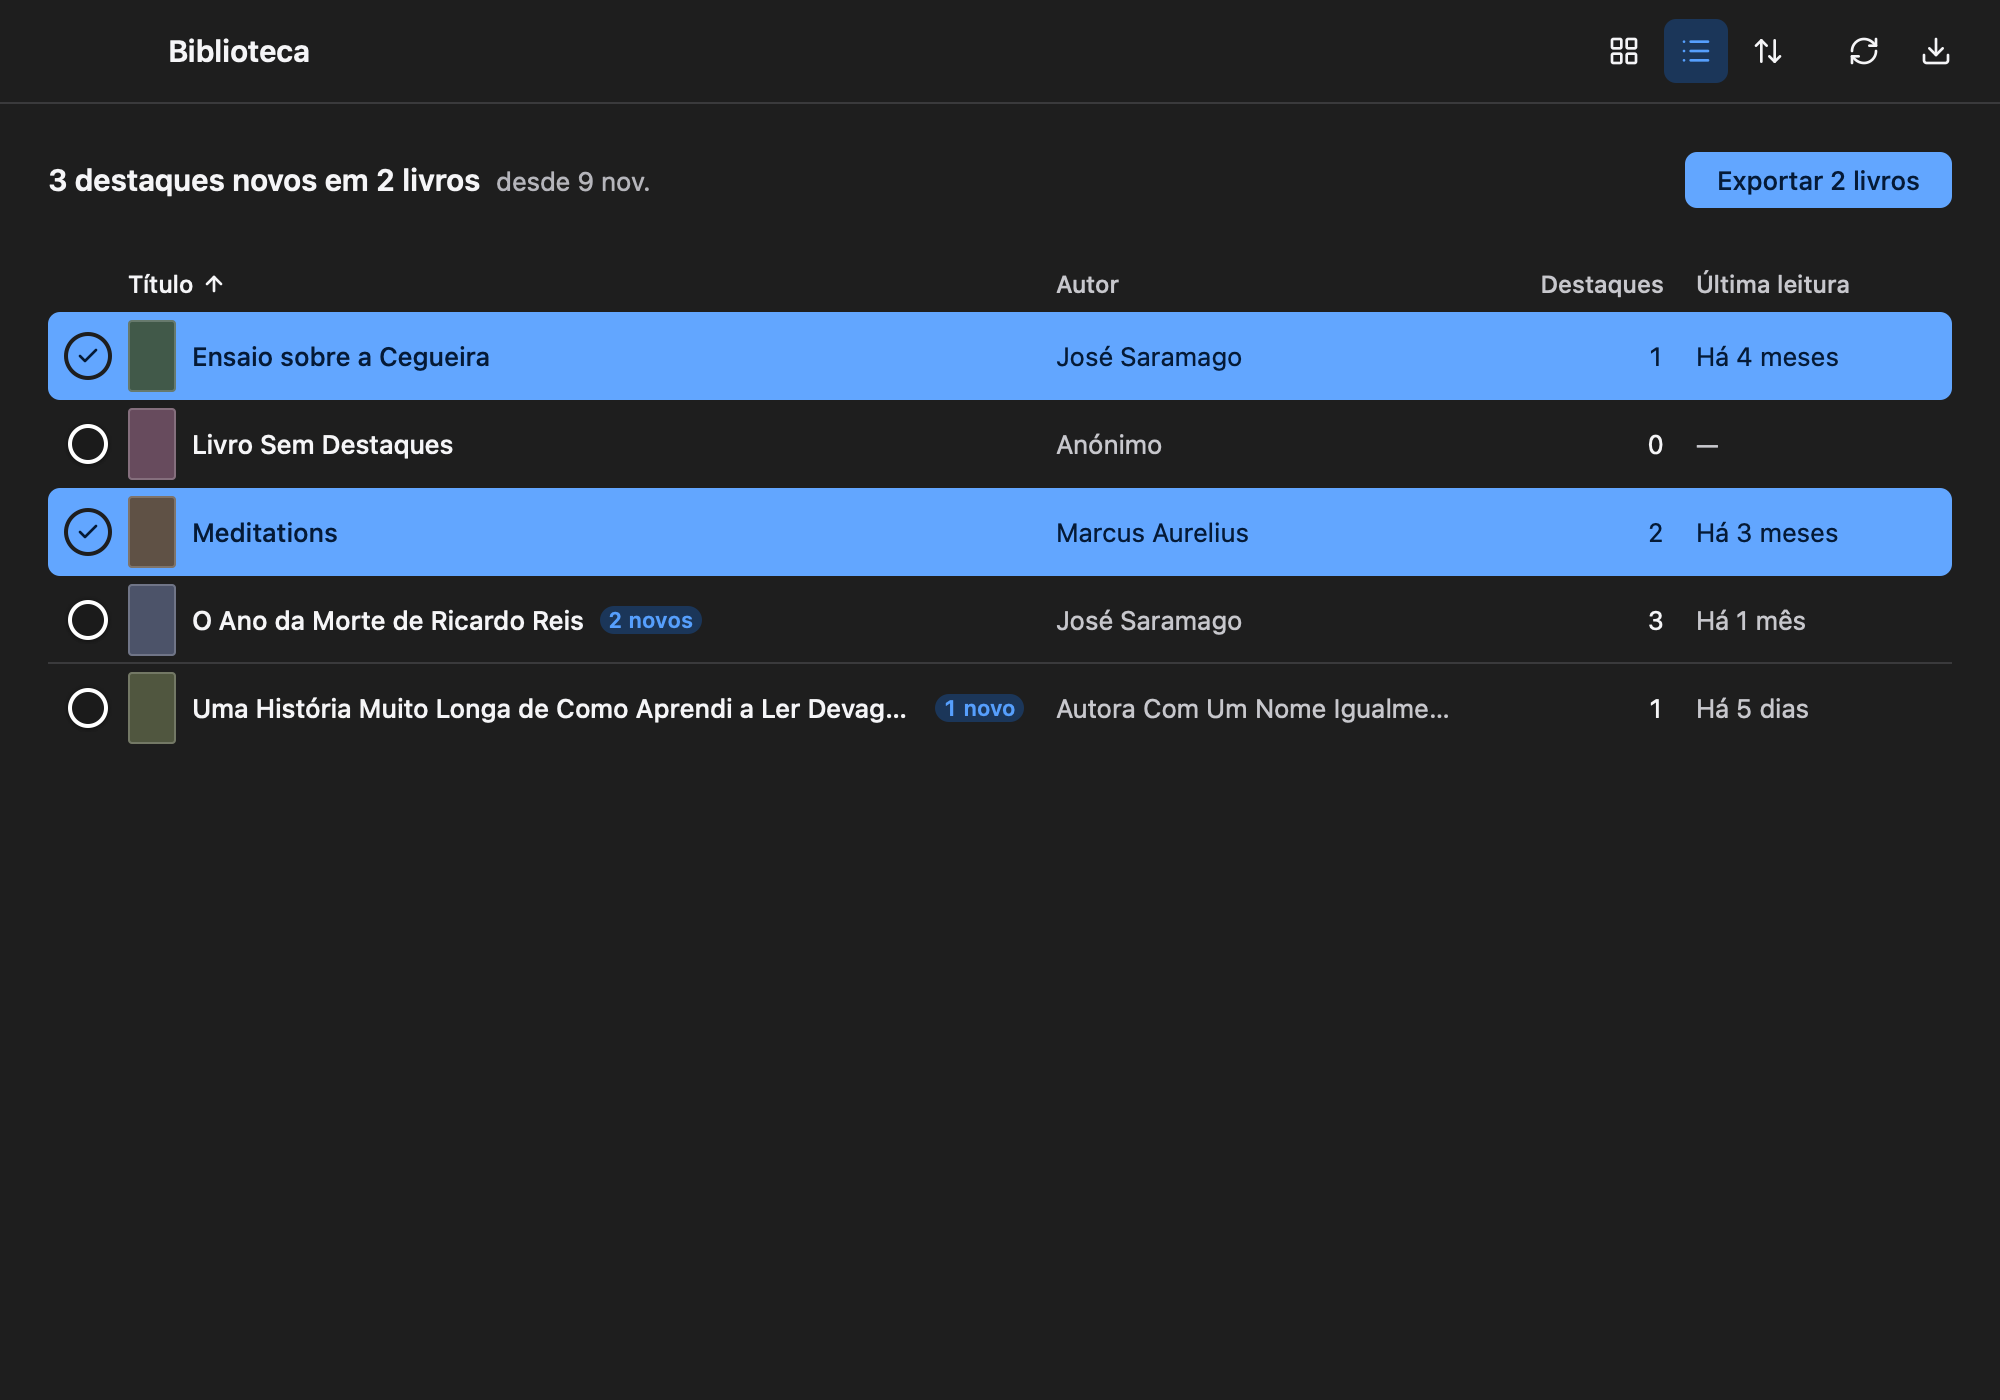 Biblioteca
3 destaques novos em 2 livros desde 9 nov.
Exportar 2 livros
Título ↑ Autor Destaques Última leitura
Ensaio sobre a Cegueira José Saramago 1 Há 4 meses
Livro Sem Destaques Anónimo 0 —
Meditations Marcus Aurelius 2 Há 3 meses
O Ano da Morte de Ricardo Reis 2 novos José Saramago 3 Há 1 mês
Uma História Muito Longa de Como Aprendi a Ler Devag... 1 novo Autora Com Um Nome Igualme... 1 Há 5 dias